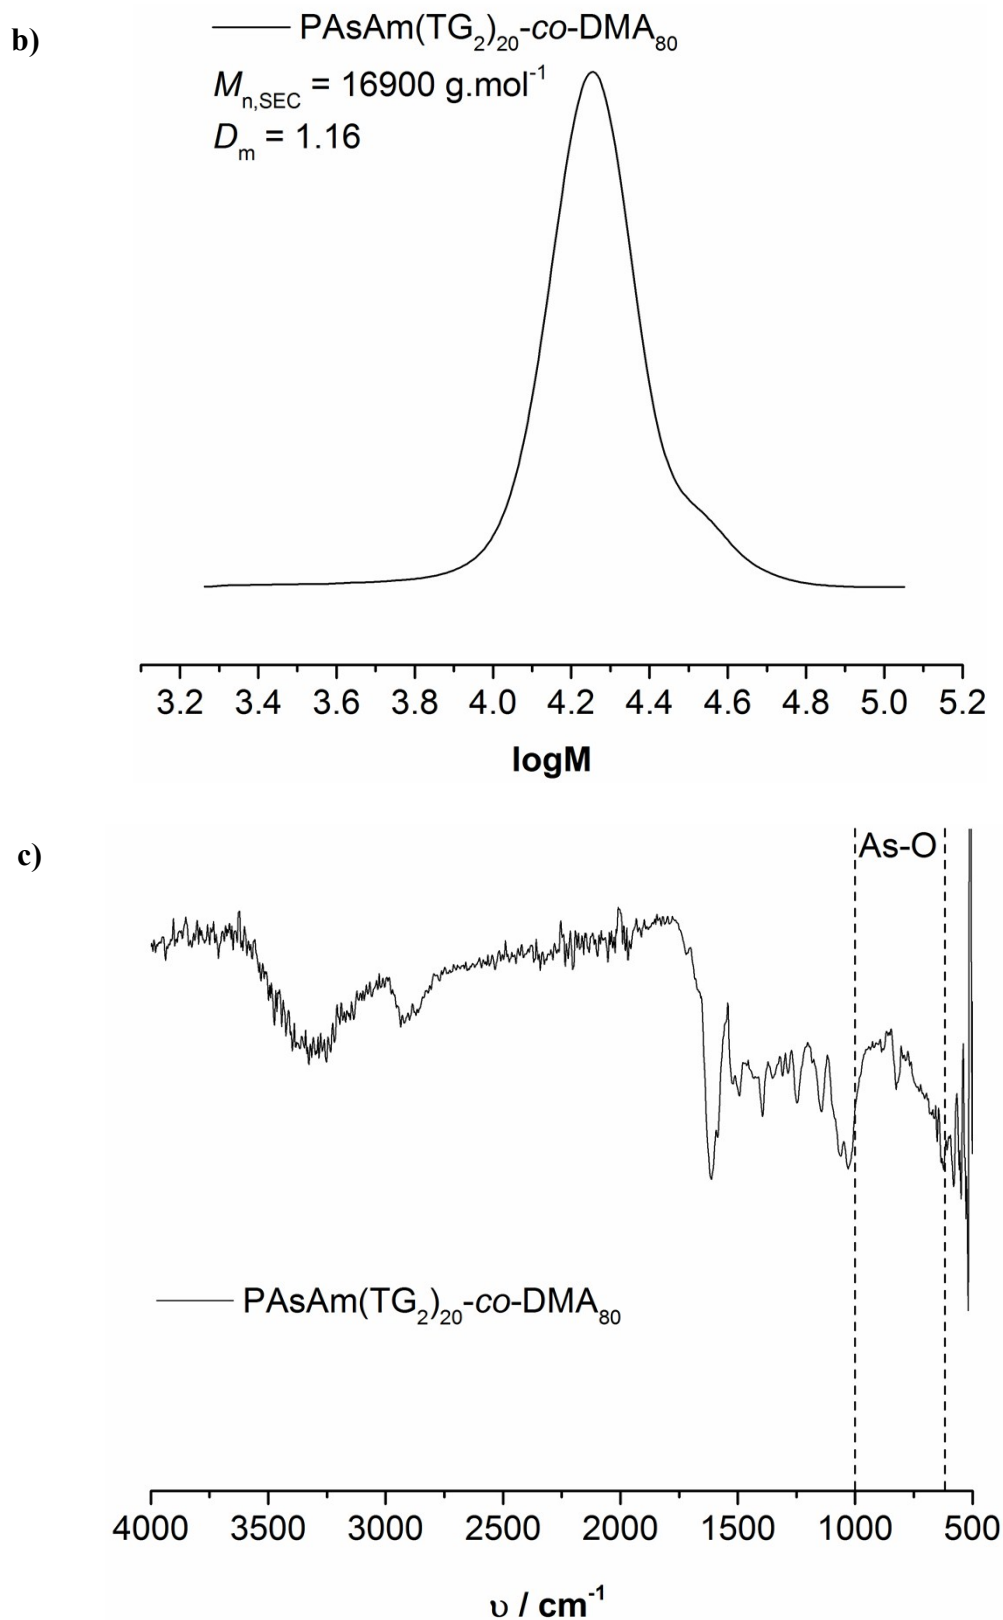 b)
PAsAm(TG₂)₂₀-co-DMA₈₀
Mn,SEC = 16900 g.mol⁻¹
Dm = 1.16
3.2 3.4 3.6 3.8 4.0 4.2 4.4 4.6 4.8 5.0 5.2
logM
c)
As-O
PAsAm(TG₂)₂₀-co-DMA₈₀
4000 3500 3000 2500 2000 1500 1000 500
υ / cm⁻¹